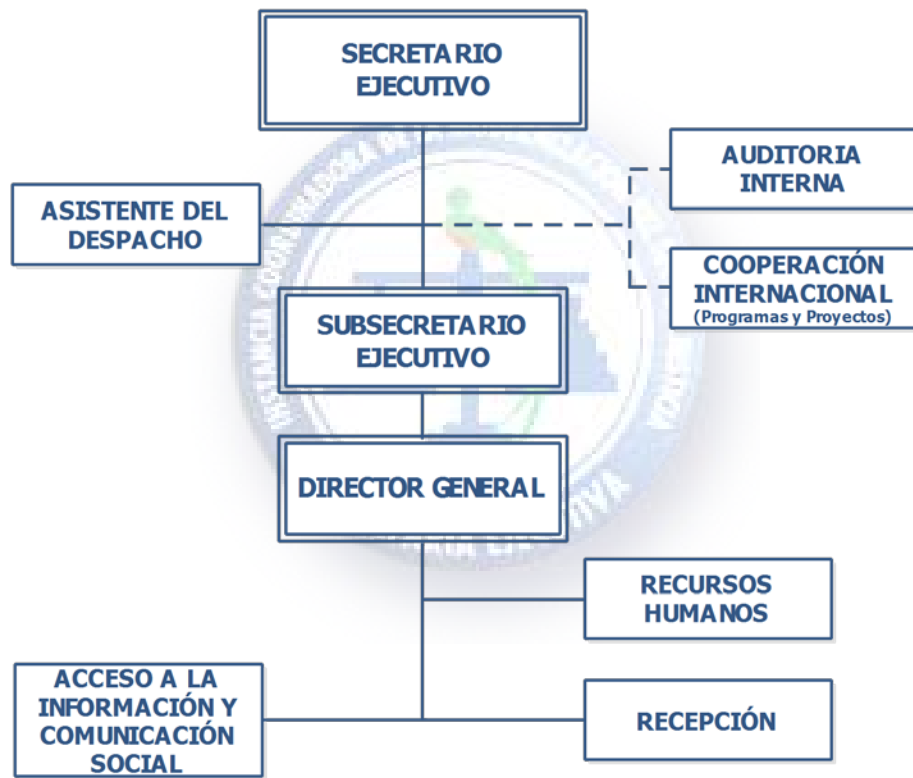 SECRETARIO
EJECUTIVO
AUDITORIA
INTERNA
ASISTENTE DEL
DESPACHO
COOPERACIÓN
INTERNACIONAL
(Programas y Proyectos)
SUBSECRETARIO
EJECUTIVO
DIRECTOR GENERAL
RECURSOS
HUMANOS
ACCESO A LA
INFORMACIÓN Y
COMUNICACIÓN
SOCIAL
RECEPCIÓN